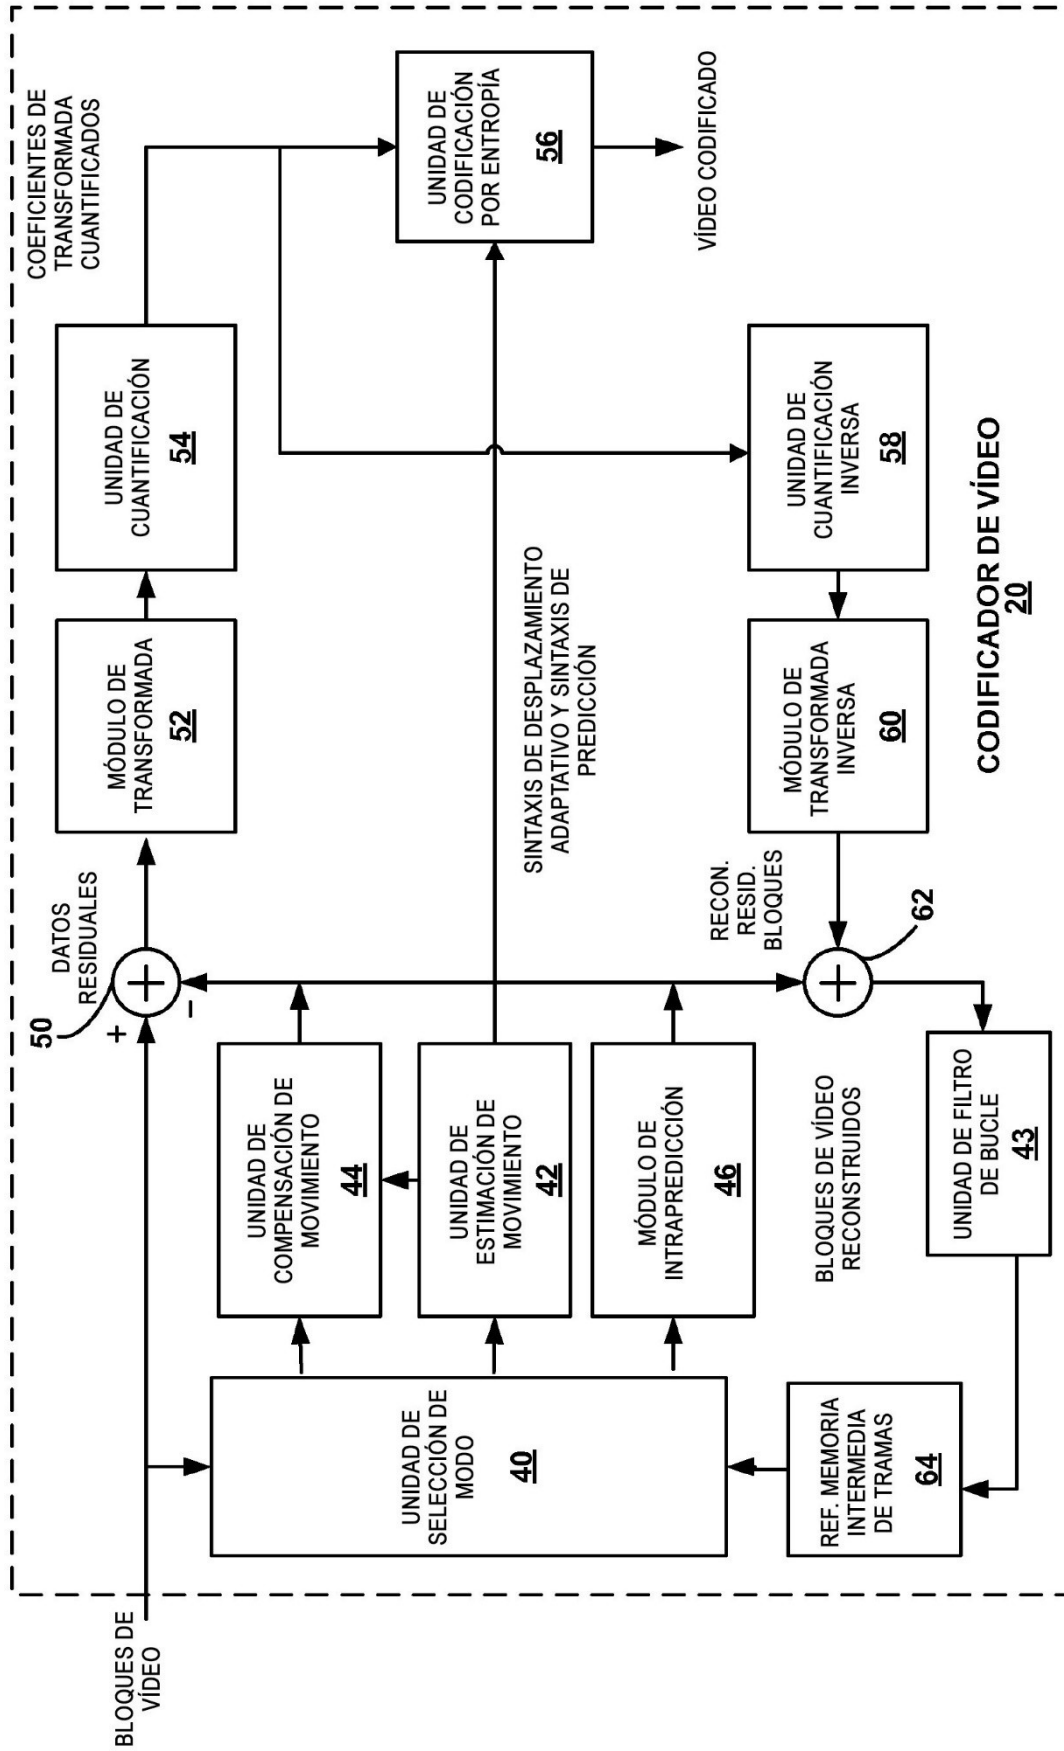 BLOQUES DE
VÍDEO
50
+
-
DATOS
RESIDUALES
MÓDULO DE
TRANSFORMADA
52
UNIDAD DE
CUANTIFICACIÓN
54
COEFICIENTES DE
TRANSFORMADA
CUANTIFICADOS
UNIDAD DE
CODIFICACIÓN
POR ENTROPÍA
56
VÍDEO CODIFICADO
UNIDAD DE
SELECCIÓN DE
MODO
40
UNIDAD DE
COMPENSACIÓN DE
MOVIMIENTO
44
UNIDAD DE
ESTIMACIÓN DE
MOVIMIENTO
42
MÓDULO DE
INTRAPREDICCIÓN
46
SINTAXIS DE DESPLAZAMIENTO
ADAPTATIVO Y SINTAXIS DE
PREDICCIÓN
REF. MEMORIA
INTERMEDIA
DE TRAMAS
64
BLOQUES DE VÍDEO
RECONSTRUIDOS
UNIDAD DE FILTRO
DE BUCLE
43
RECON.
RESID.
BLOQUES
62
MÓDULO DE
TRANSFORMADA
INVERSA
60
UNIDAD DE
CUANTIFICACIÓN
INVERSA
58
CODIFICADOR DE VÍDEO
20